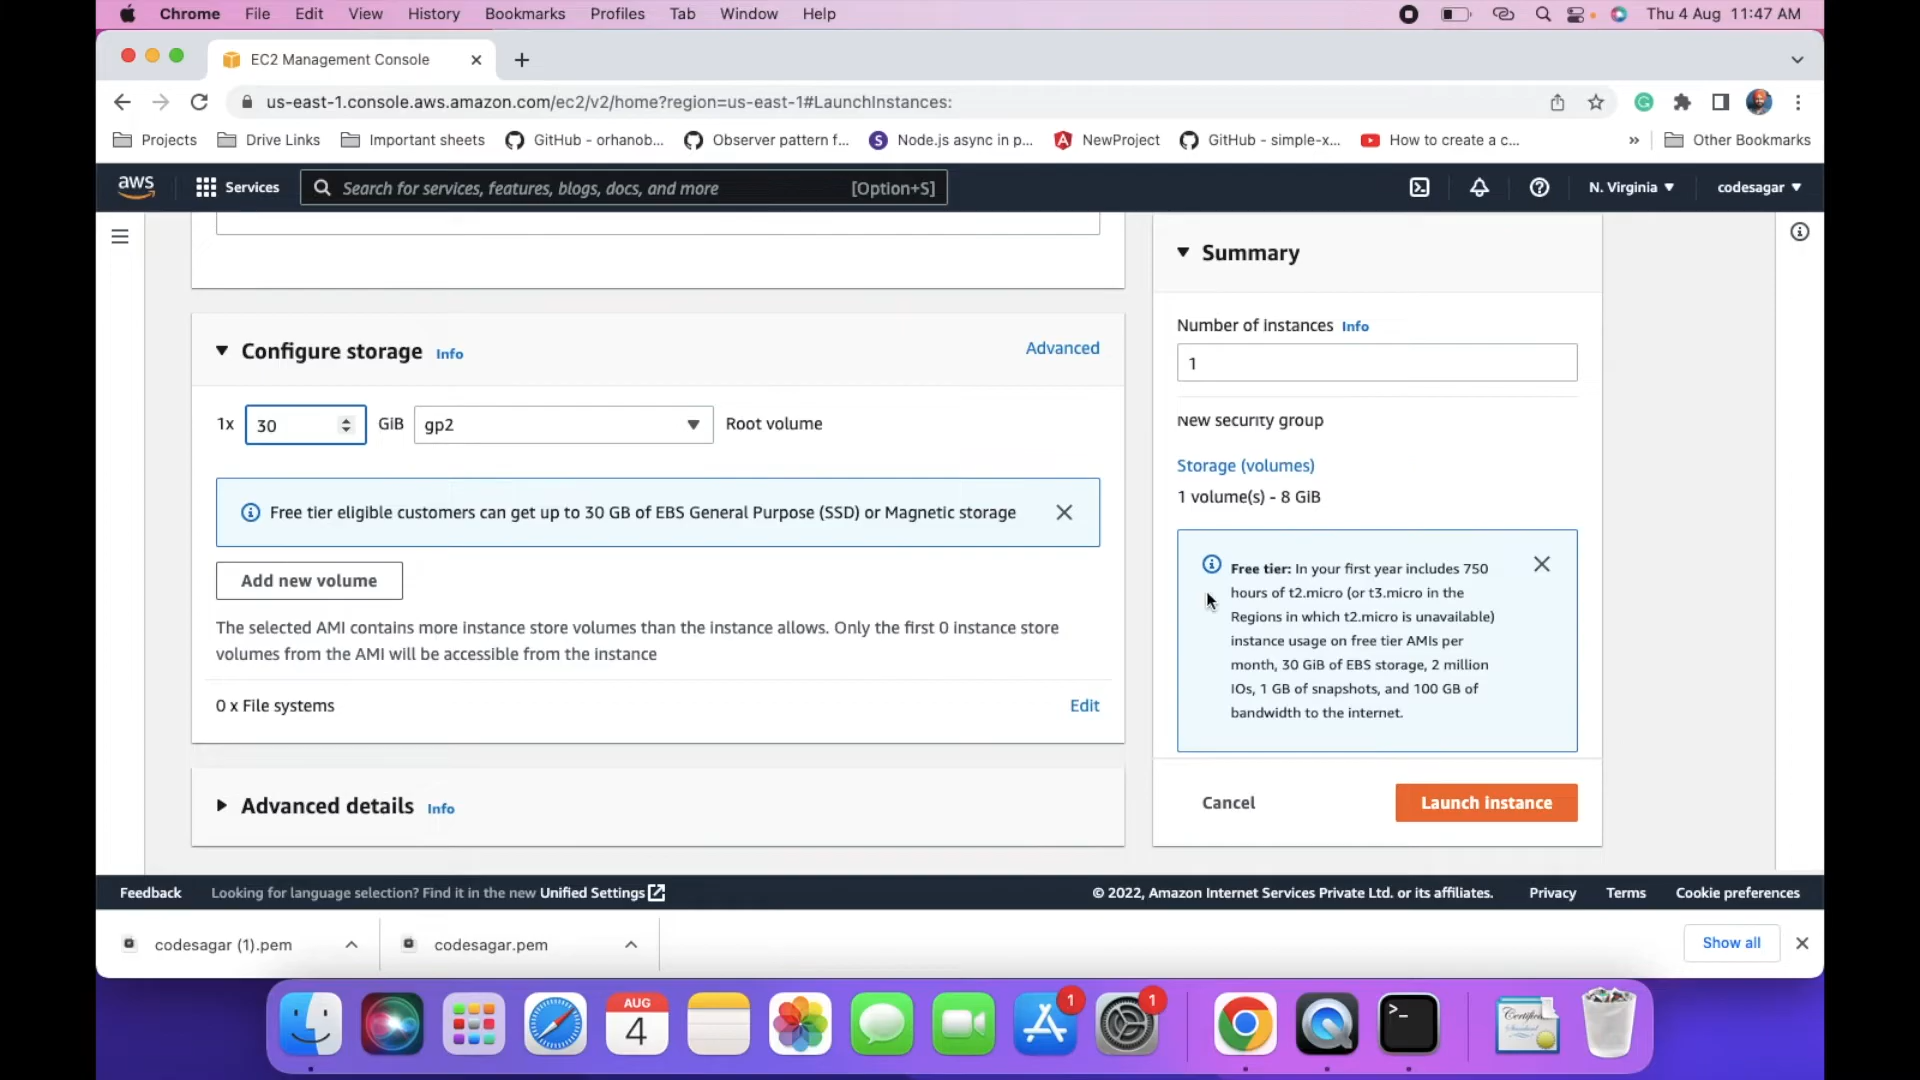 Chrome File Edit View History Bookmarks Profiles Tab Window Help Thu 4 Aug 11:47 AM
EC2 Management Console
us-east-1.console.aws.amazon.com/ec2/v2/home?region=us-east-1#LaunchInstances:
Projects Drive Links Important sheets GitHub - orhanob... Observer pattern f... Node.js async in p... NewProject GitHub - simple-x... How to create a c... » Other Bookmarks
aws Services Search for services, features, blogs, docs, and more [Option+S] N. Virginia codesagar
Configure storage Info Advanced
1x 30 GiB gp2 Root volume
Free tier eligible customers can get up to 30 GB of EBS General Purpose (SSD) or Magnetic storage
Add new volume
The selected AMI contains more instance store volumes than the instance allows. Only the first 0 instance store
volumes from the AMI will be accessible from the instance
0 x File systems Edit
Advanced details Info
Summary
Number of instances Info
1
New security group
Storage (volumes)
1 volume(s) - 8 GiB
Free tier: In your first year includes 750
hours of t2.micro (or t3.micro in the
Regions in which t2.micro is unavailable)
instance usage on free tier AMIs per
month, 30 GiB of EBS storage, 2 million
IOs, 1 GB of snapshots, and 100 GB of
bandwidth to the internet.
Cancel Launch instance
Feedback Looking for language selection? Find it in the new Unified Settings © 2022, Amazon Internet Services Private Ltd. or its affiliates. Privacy Terms Cookie preferences
codesagar (1).pem codesagar.pem Show all
AUG
4
1
1
>_